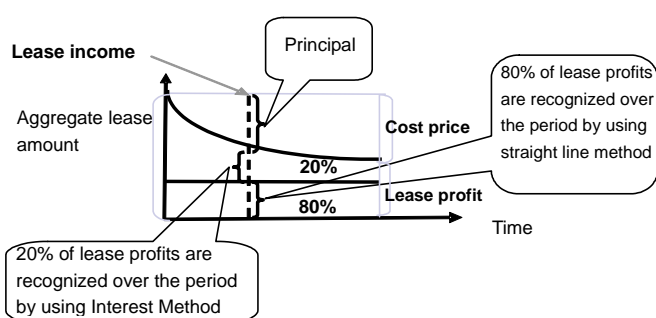 Lease income
Principal
80% of lease profits
are recognized over
the period by using
straight line method
Aggregate lease
amount
Cost price
20%
Lease profit
80%
Time
20% of lease profits are
recognized over the period
by using Interest Method